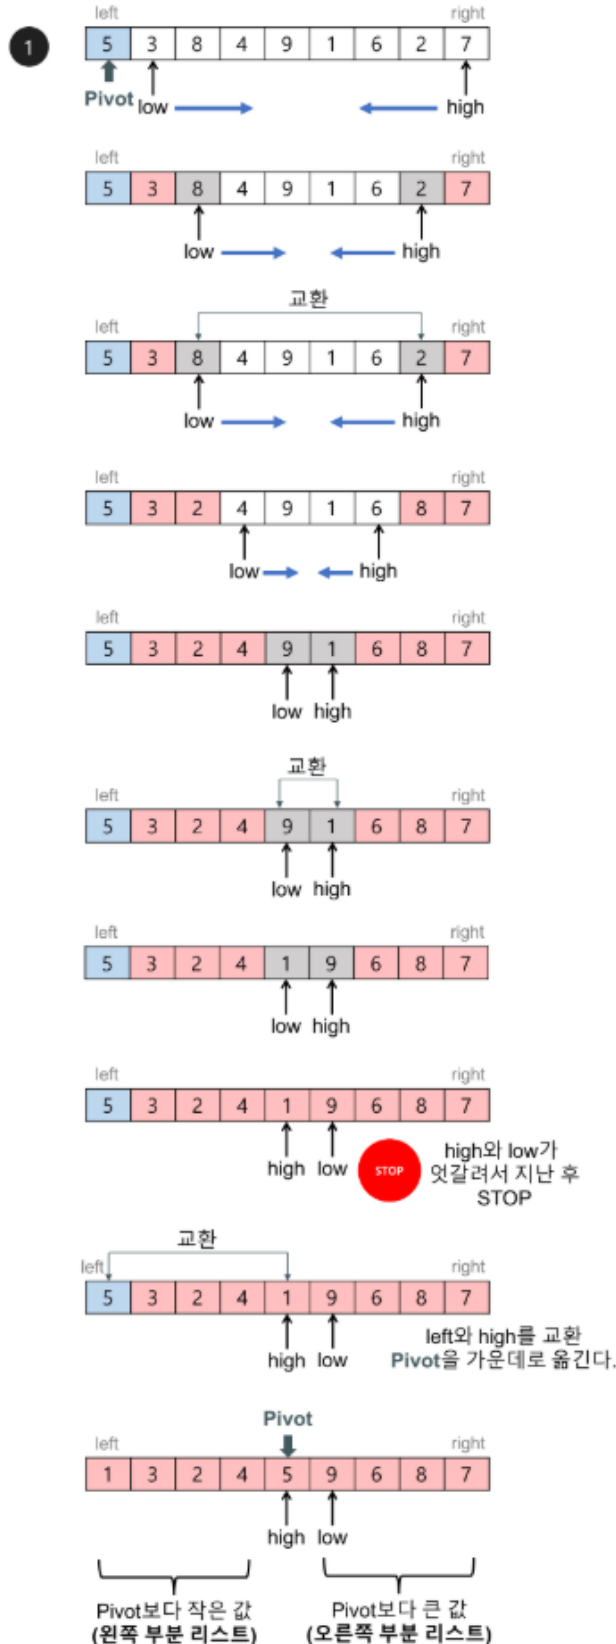 left right
1 5 3 8 4 9 1 6 2 7
Pivot low high
left right
5 3 8 4 9 1 6 2 7
low high
교환
left right
5 3 8 4 9 1 6 2 7
low high
left right
5 3 2 4 9 1 6 8 7
low high
left right
5 3 2 4 9 1 6 8 7
low high
교환
left right
5 3 2 4 9 1 6 8 7
low high
left right
5 3 2 4 1 9 6 8 7
low high
left right
5 3 2 4 1 9 6 8 7
high low
STOP
high와 low가
엇갈려서 지난 후
STOP
교환
left right
5 3 2 4 1 9 6 8 7
high low
left와 high를 교환
Pivot을 가운데로 옮긴다.
Pivot
left right
1 3 2 4 5 9 6 8 7
high low
Pivot보다 작은 값
(왼쪽 부분 리스트)
Pivot보다 큰 값
(오른쪽 부분 리스트)